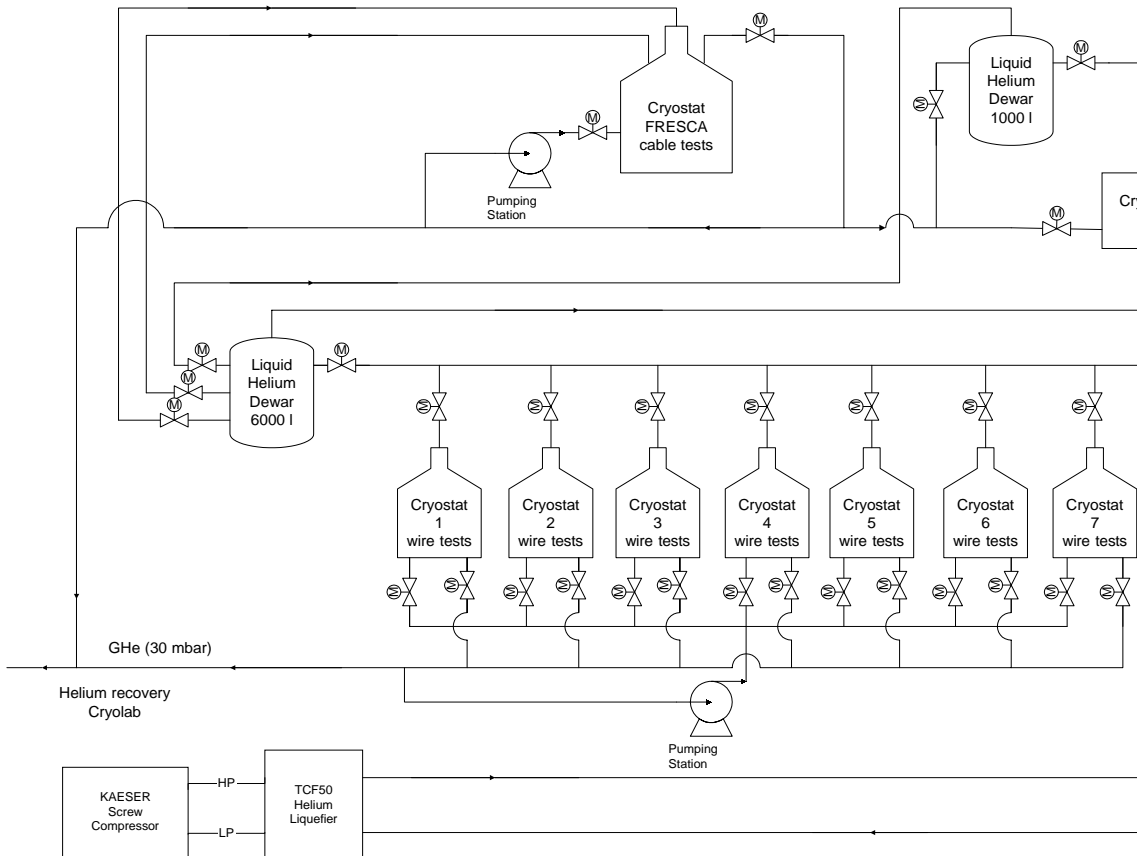 M
M
Liquid
Helium
Dewar
1000 l
M
M
Cryostat
FRESCA
cable tests
M
Pumping
Station
M
Cry
M
Liquid
Helium
Dewar
6000 l
M
M
M
M
M
M
M
M
M
M
Cryostat
1
wire tests
Cryostat
2
wire tests
Cryostat
3
wire tests
Cryostat
4
wire tests
Cryostat
5
wire tests
Cryostat
6
wire tests
Cryostat
7
wire tests
M
M
M
M
M
M
M
M
M
M
M
M
M
M
GHe (30 mbar)
Helium recovery
Cryolab
Pumping
Station
KAESER
Screw
Compressor
HP
LP
TCF50
Helium
Liquefier